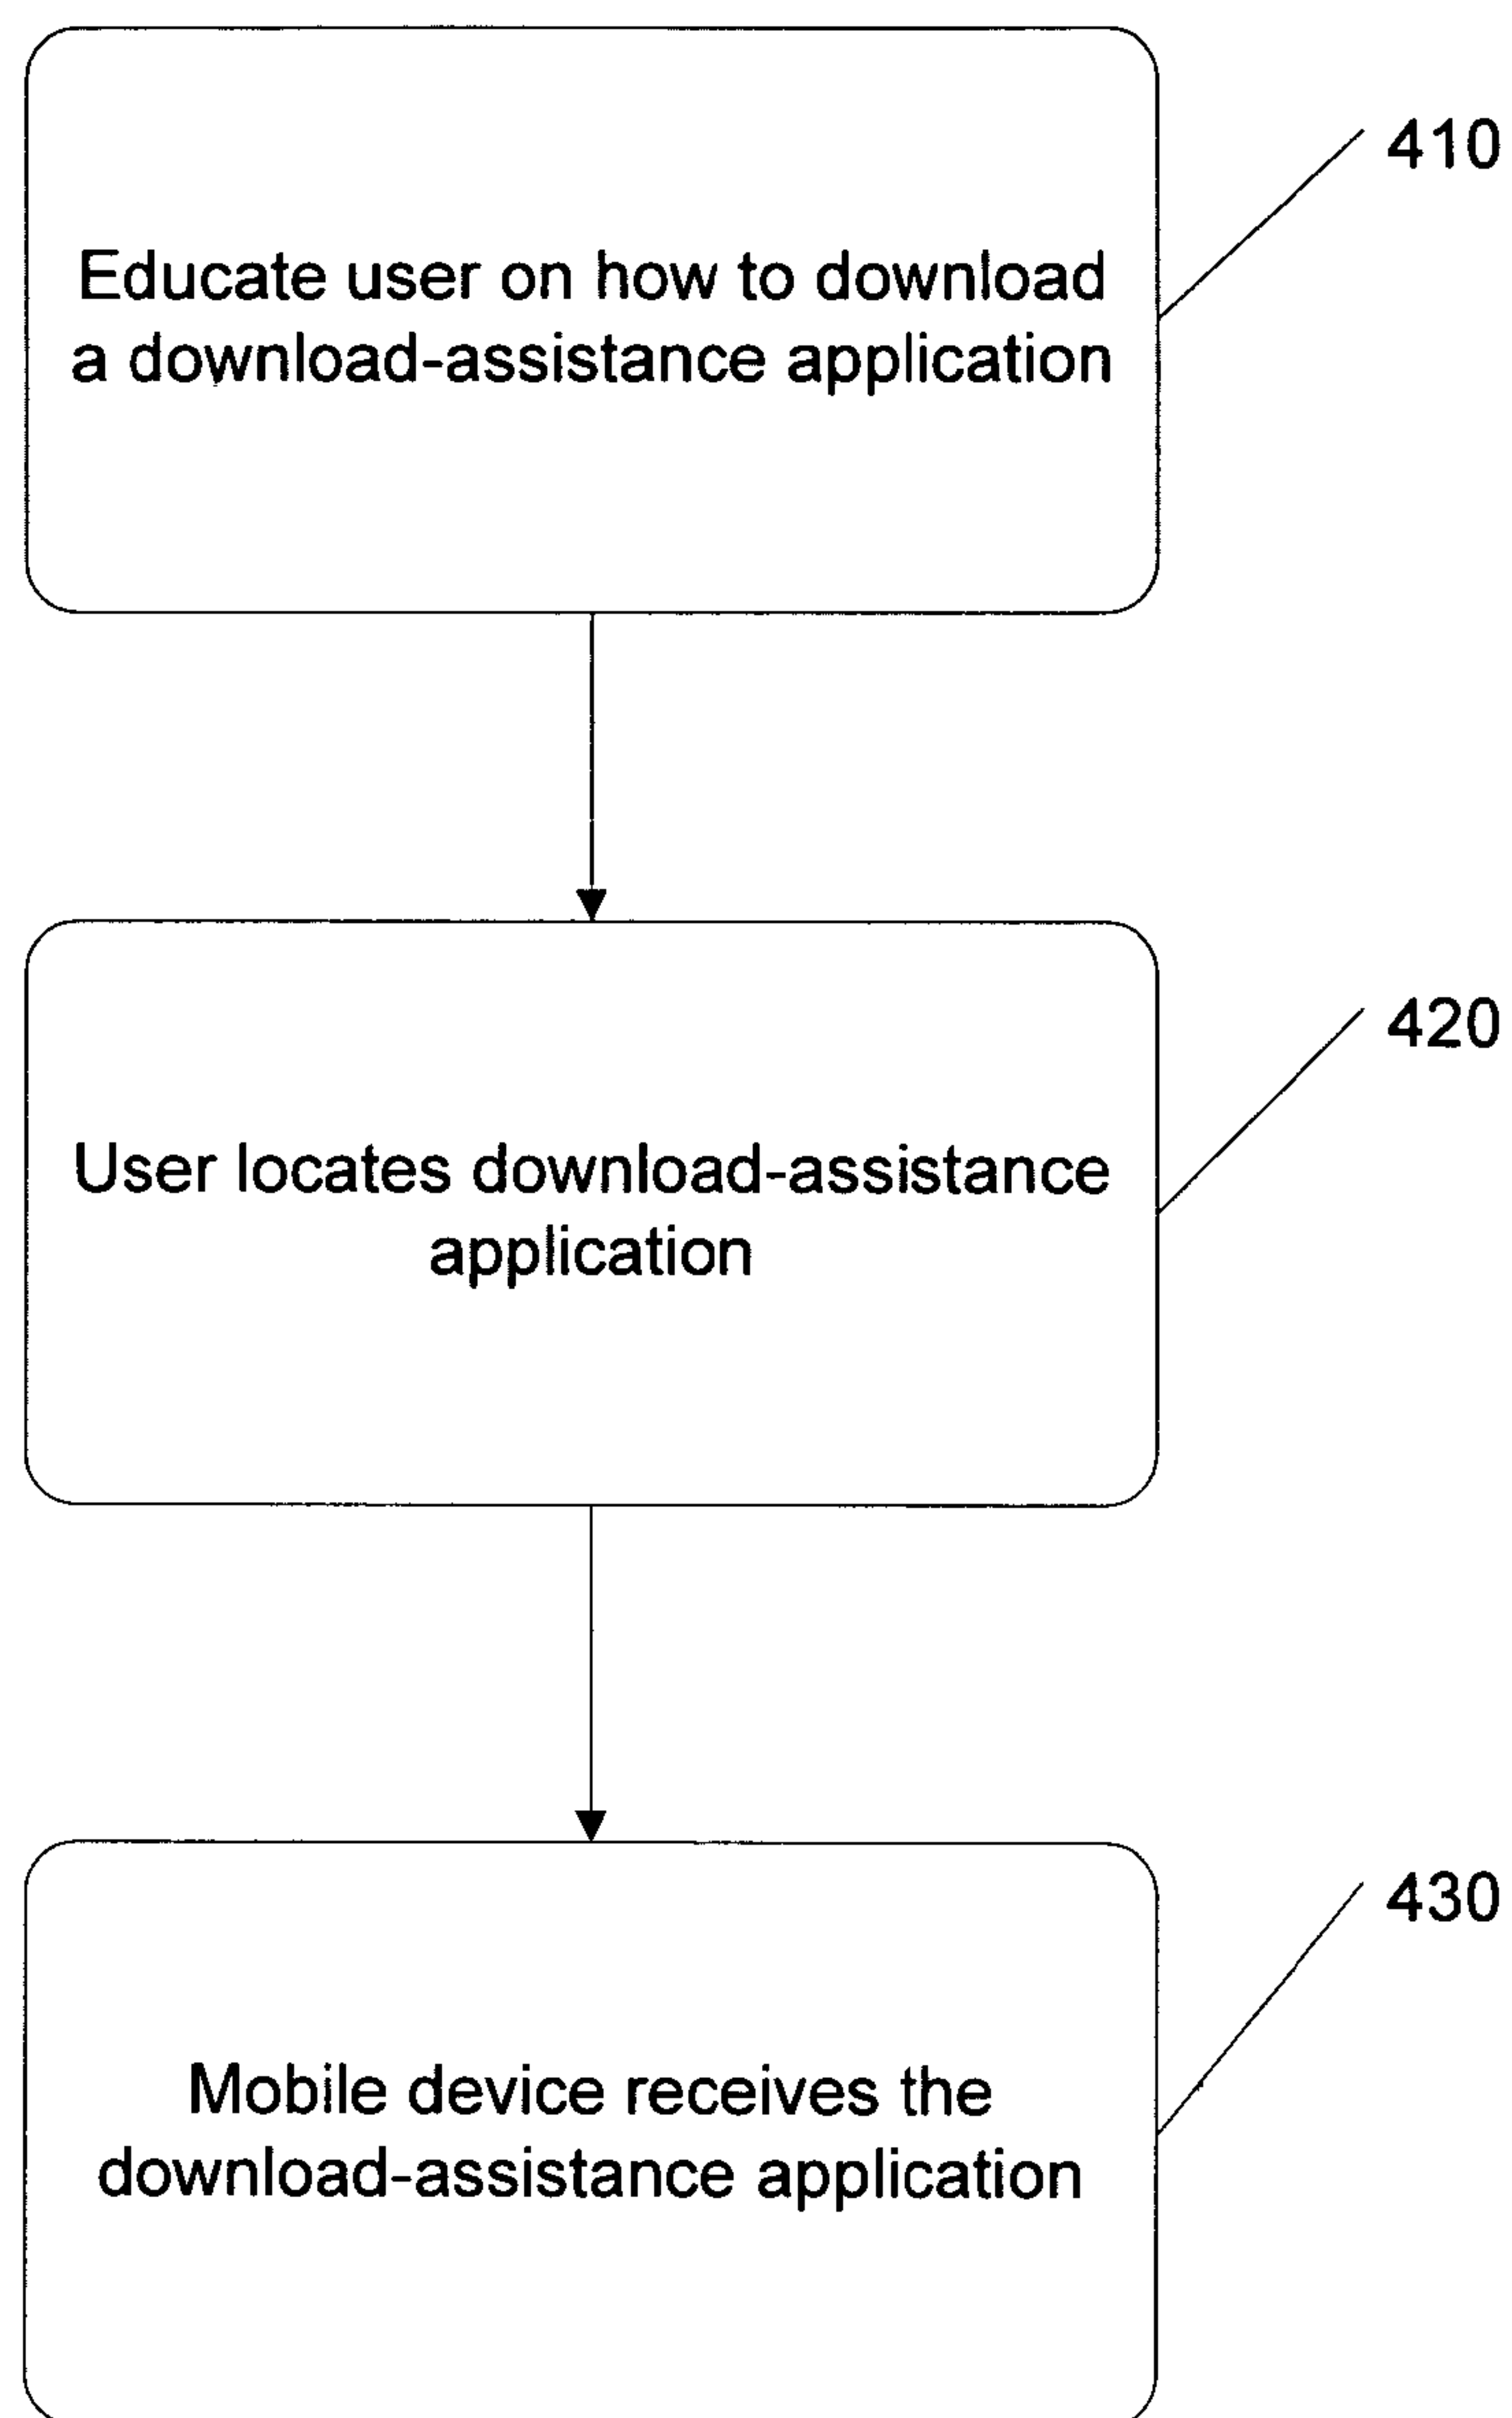 410
Educate user on how to download
a download-assistance application
420
User locates download-assistance
application
430
Mobile device receives the
download-assistance application